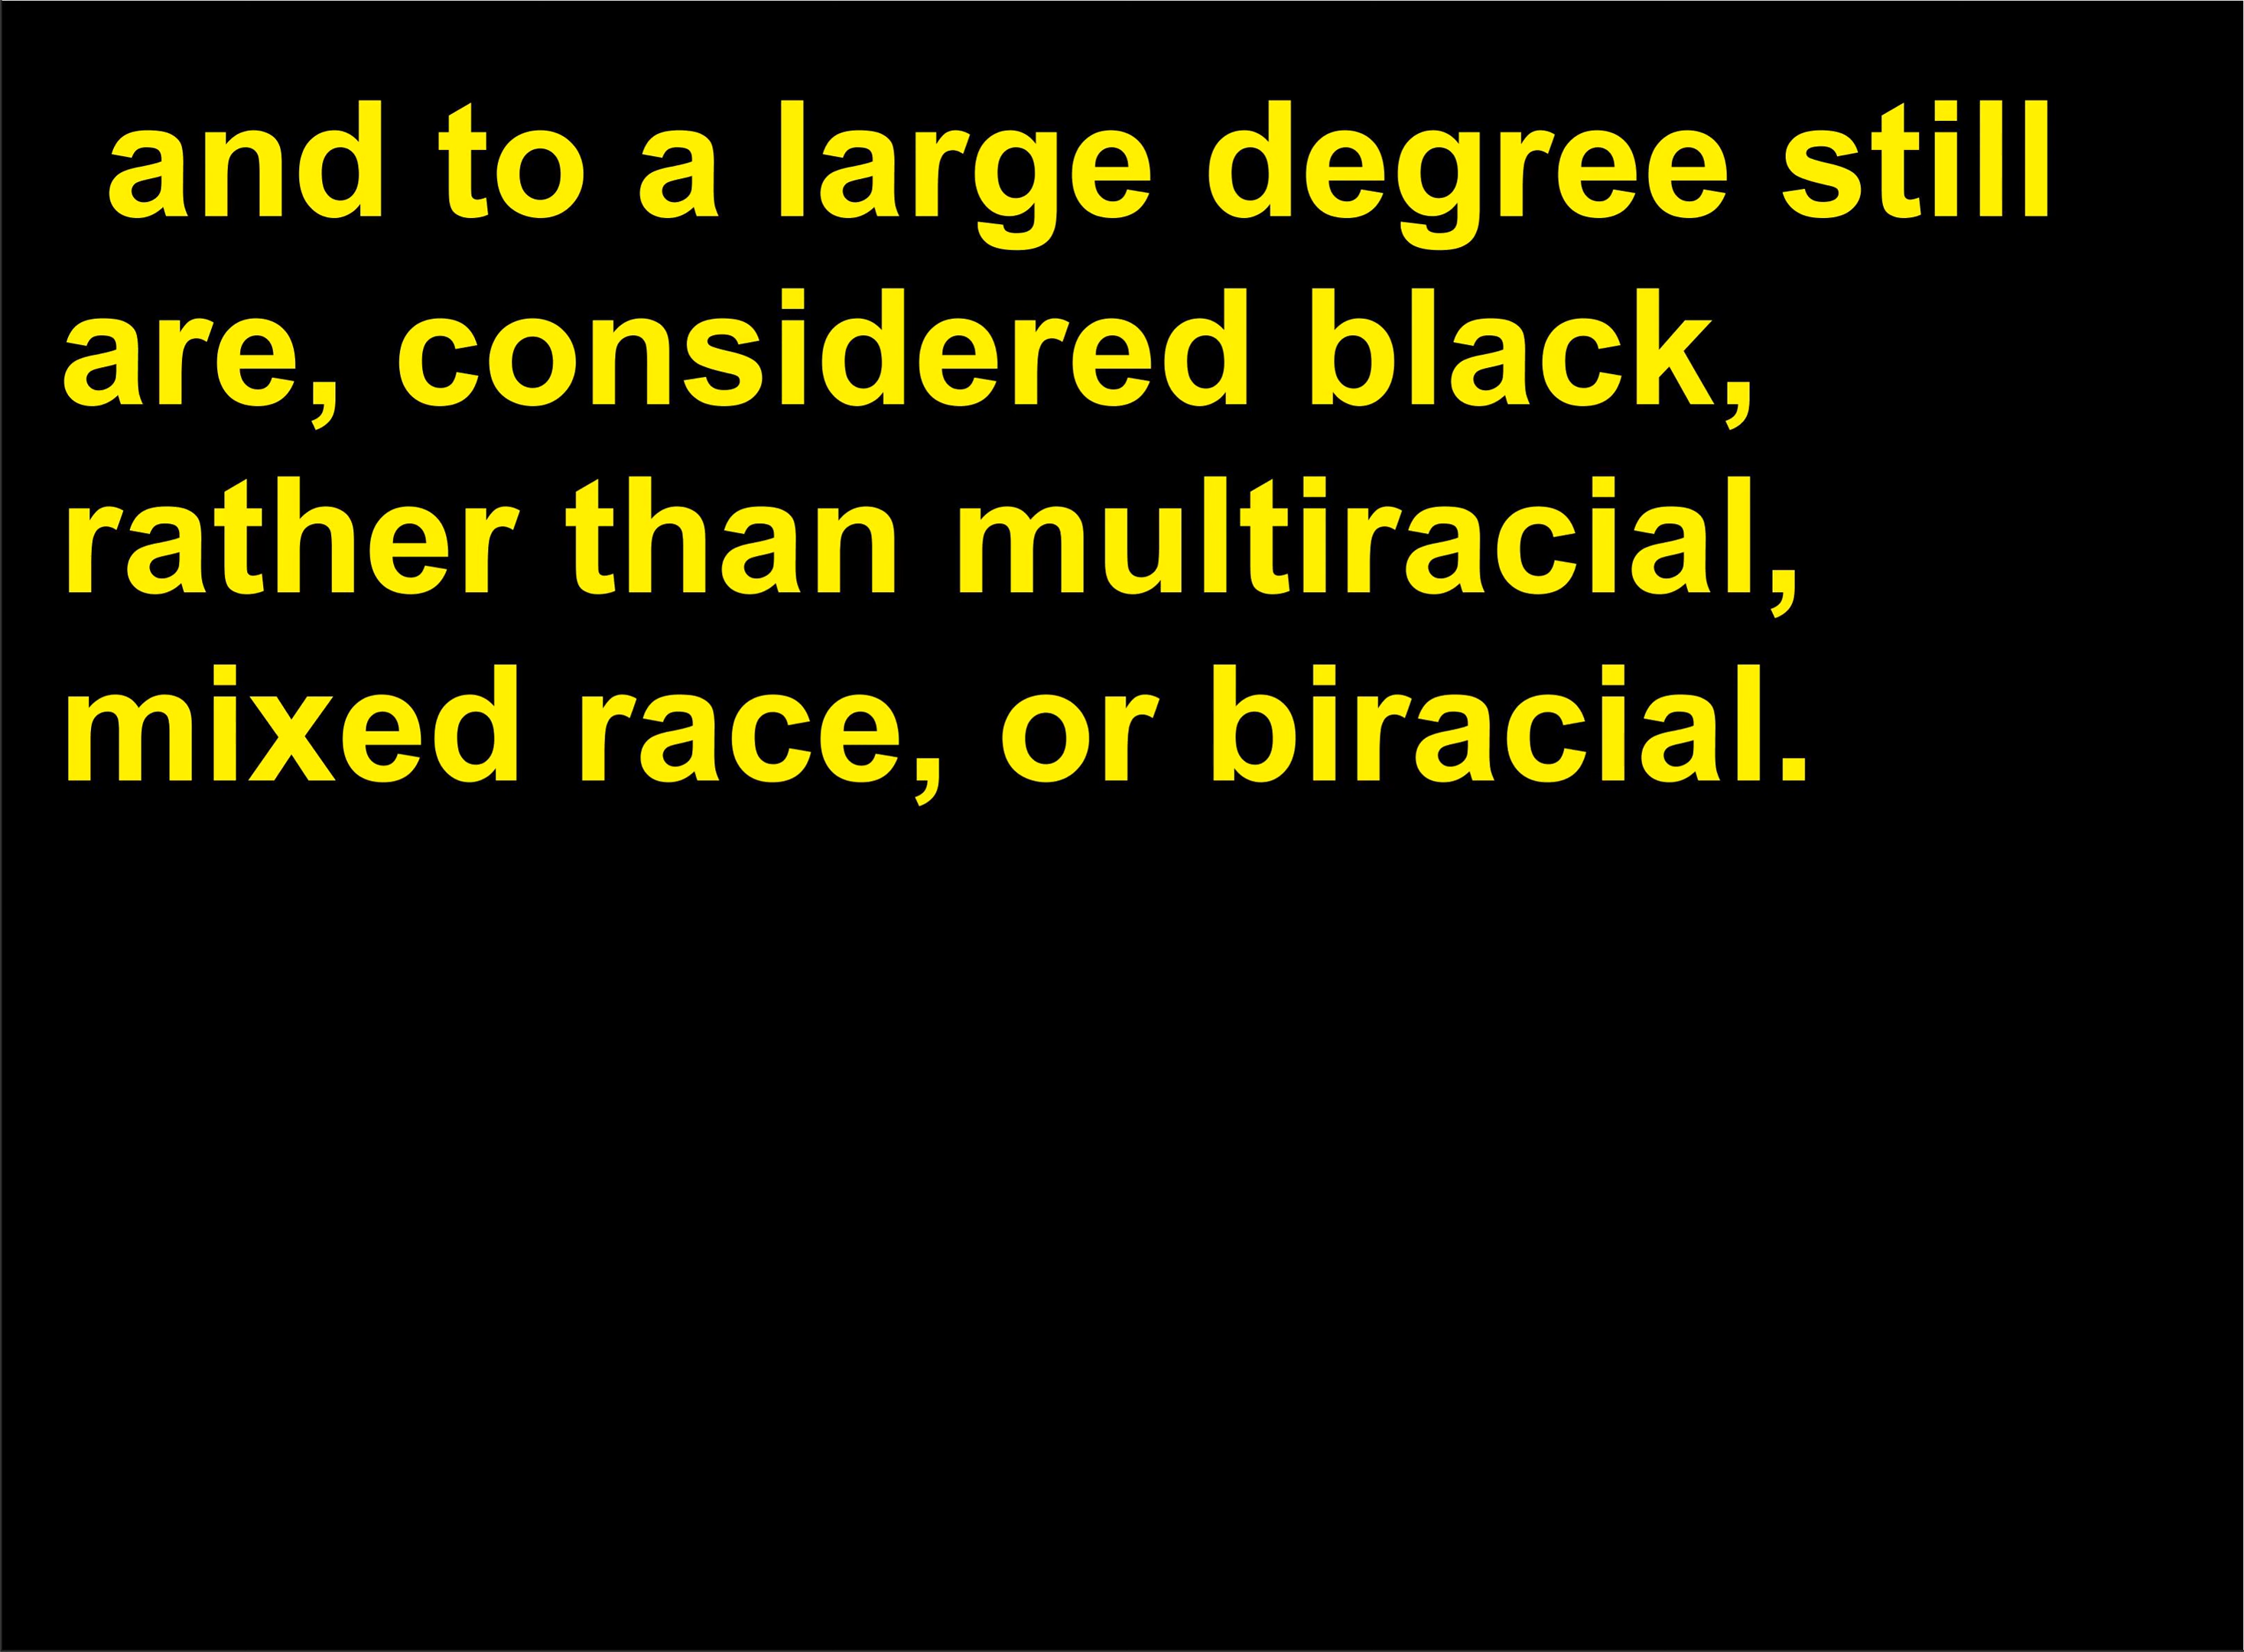 and to a large degree still
are, considered black,
rather than multiracial,
mixed race, or biracial.